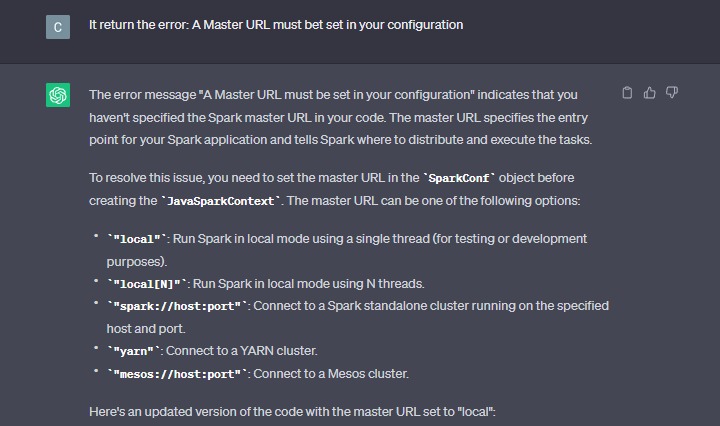 C
It return the error: A Master URL must bet set in your configuration
The error message "A Master URL must be set in your configuration" indicates that you
haven't specified the Spark master URL in your code. The master URL specifies the entry
point for your Spark application and tells Spark where to distribute and execute the tasks.
To resolve this issue, you need to set the master URL in the `SparkConf` object before
creating the `JavaSparkContext`. The master URL can be one of the following options:
• `"local"`: Run Spark in local mode using a single thread (for testing or development
purposes).
• `"local[N]"`: Run Spark in local mode using N threads.
• `"spark://host:port"`: Connect to a Spark standalone cluster running on the specified
host and port.
• `"yarn"`: Connect to a YARN cluster.
• `"mesos://host:port"`: Connect to a Mesos cluster.
Here's an updated version of the code with the master URL set to "local":